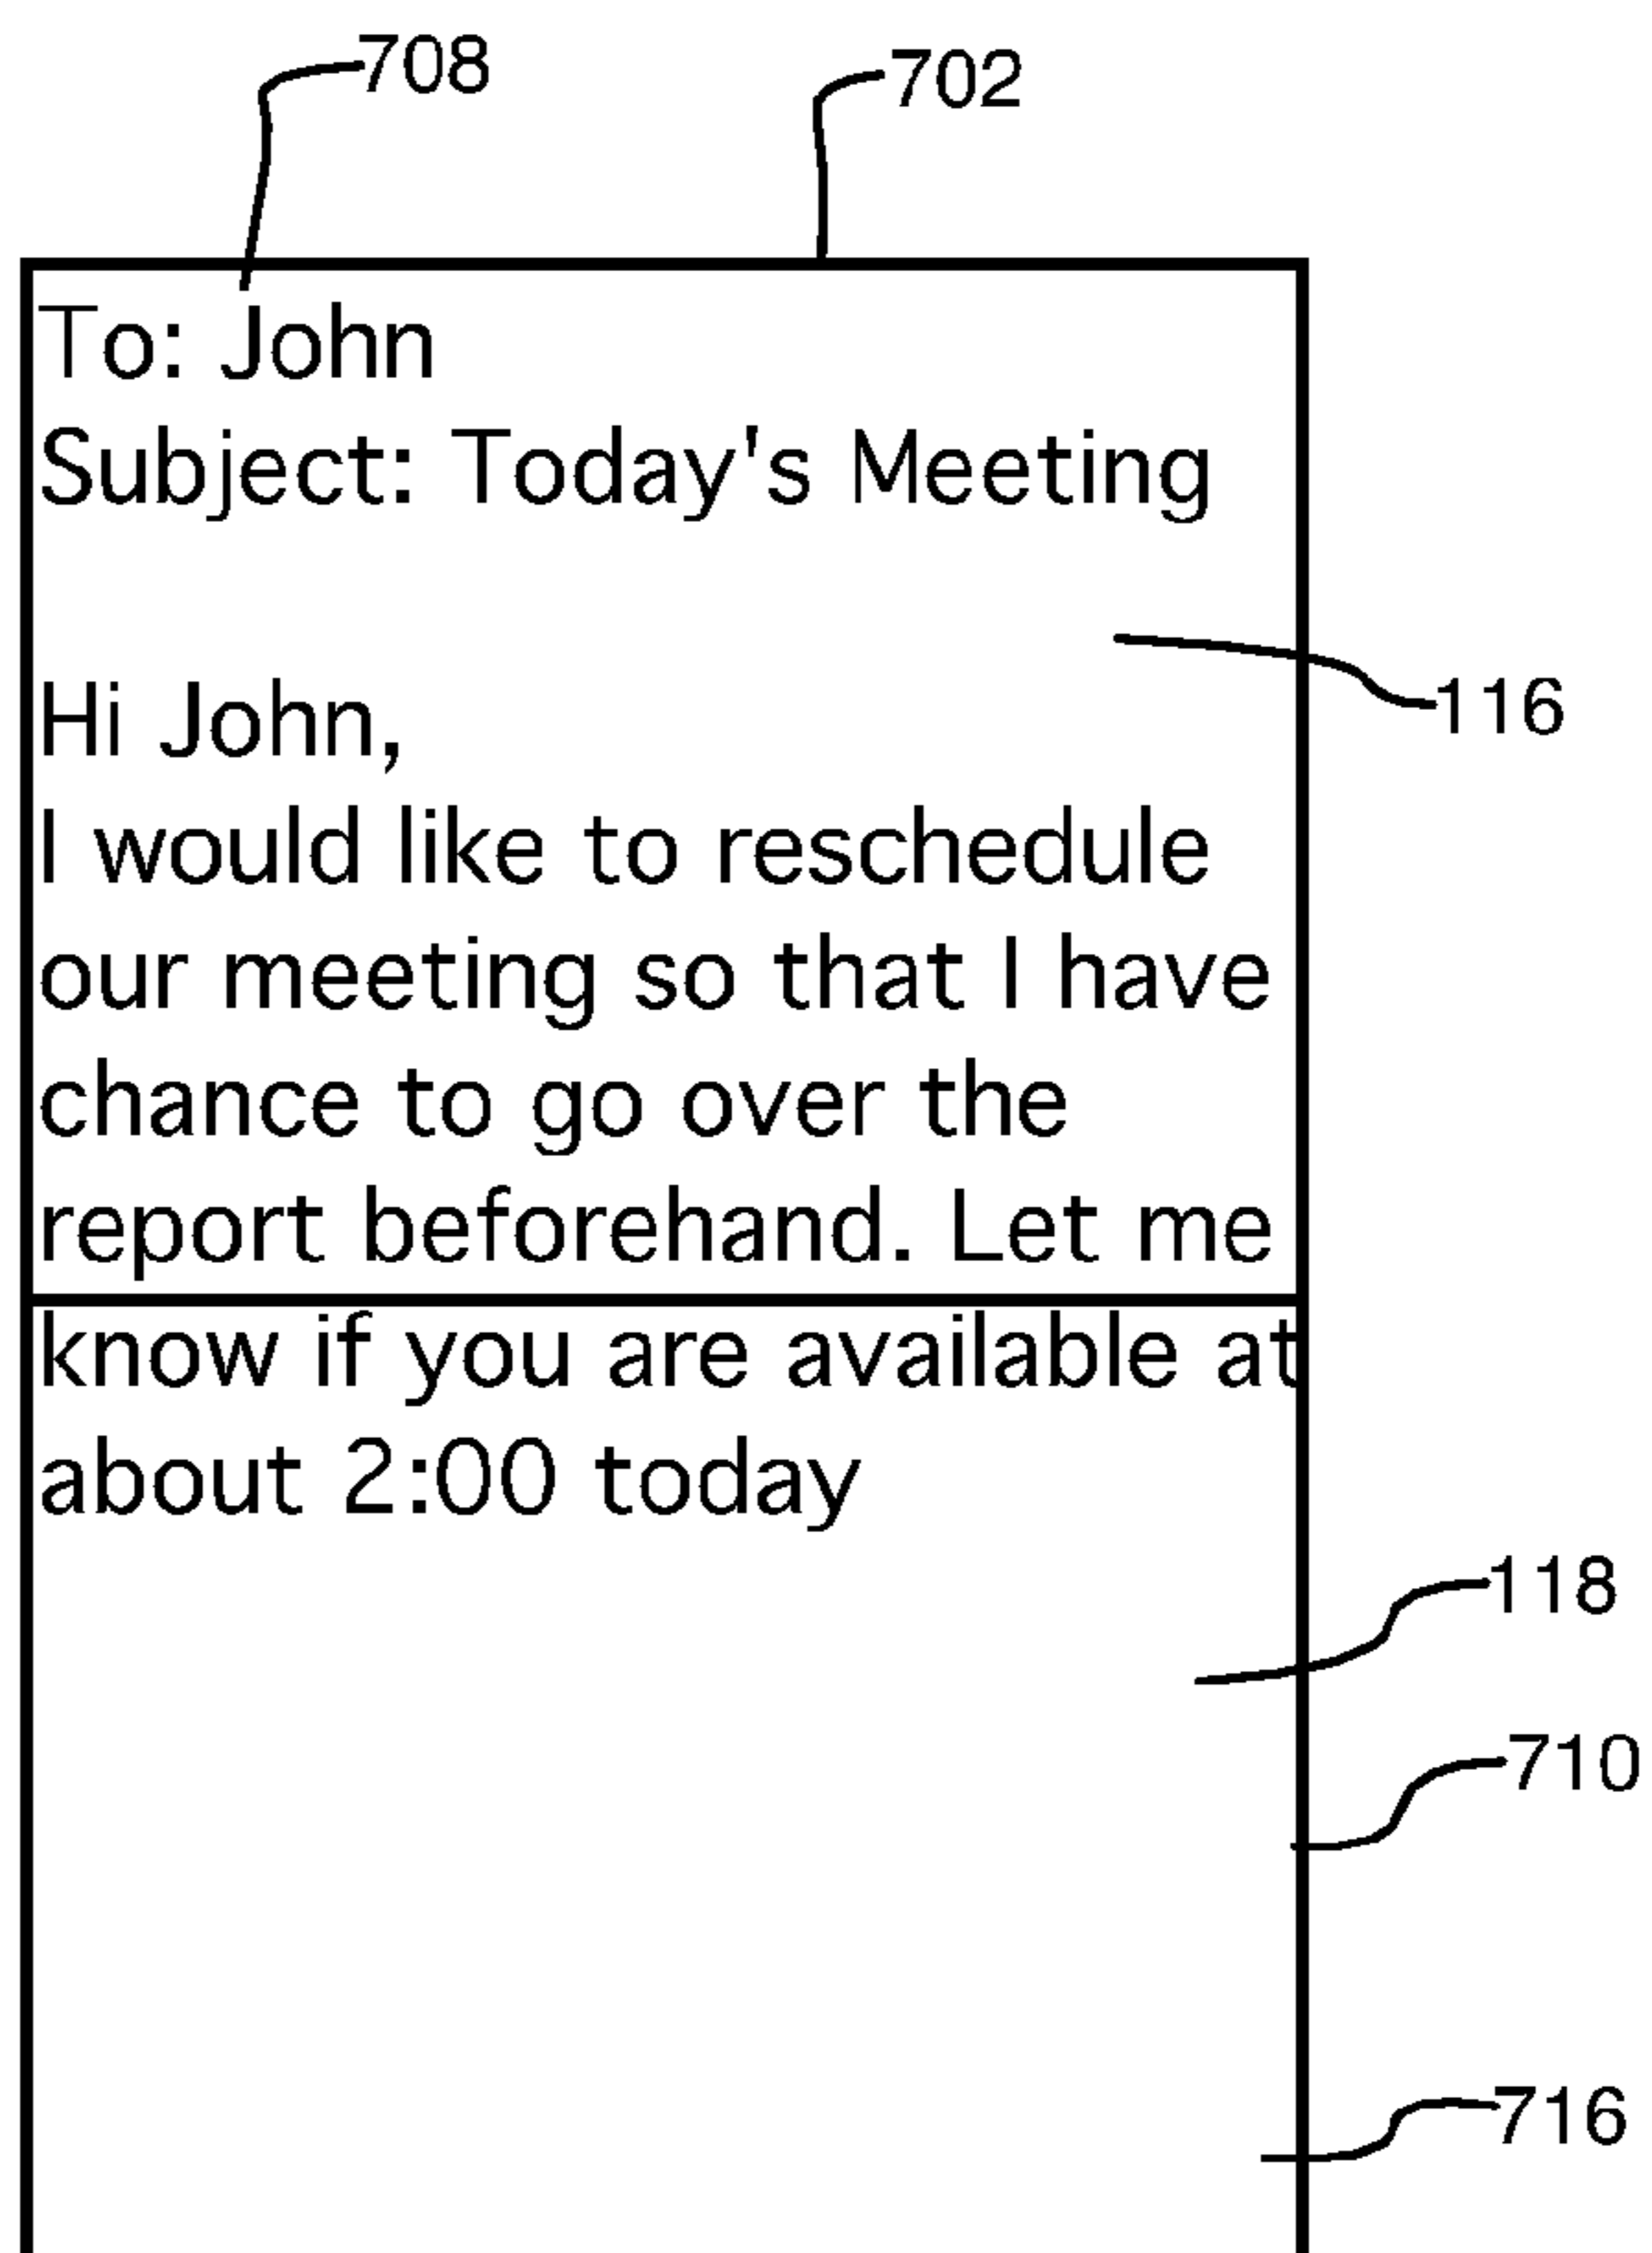 708
702
To: John
Subject: Today's Meeting
116
Hi John,
I would like to reschedule
our meeting so that I have
chance to go over the
report beforehand. Let me
know if you are available at
about 2:00 today
118
710
716